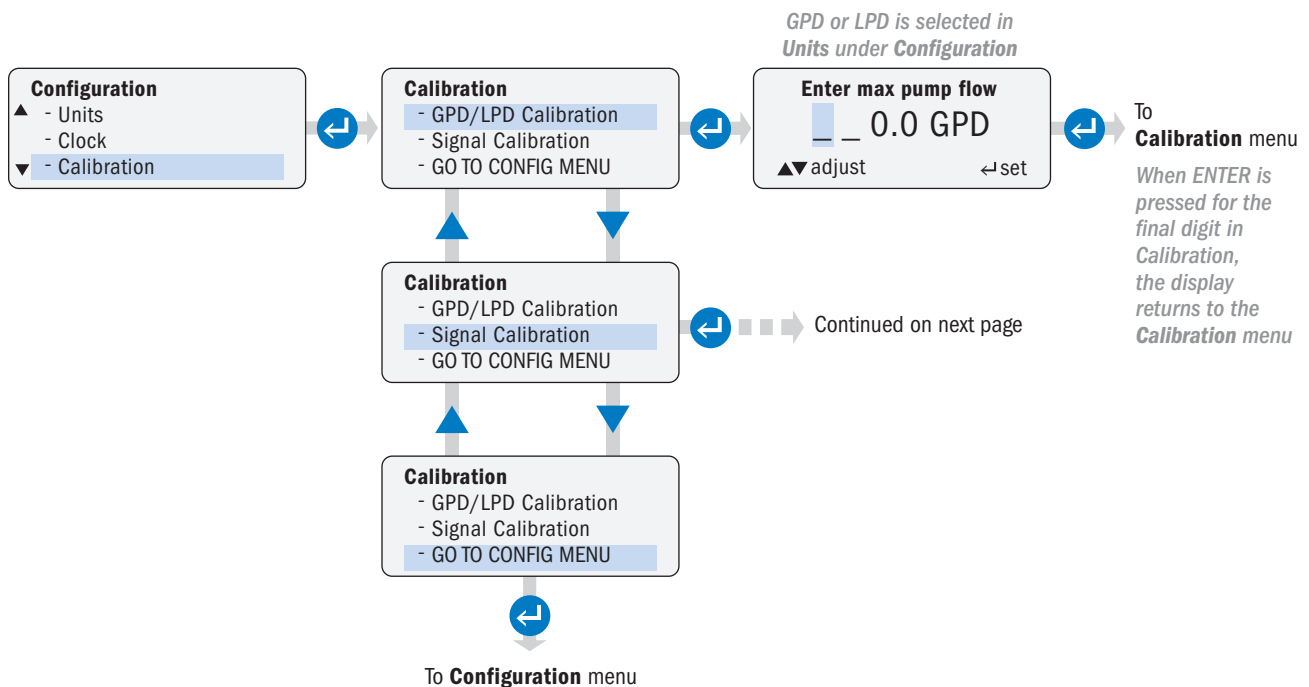 GPD or LPD is selected in
Units under Configuration
Configuration
- Units
- Clock
- Calibration
Calibration
- GPD/LPD Calibration
- Signal Calibration
- GO TO CONFIG MENU
Enter max pump flow
_ _ 0.0 GPD
▲▼ adjust
↵ set
To
Calibration menu
When ENTER is
pressed for the
final digit in
Calibration,
the display
returns to the
Calibration menu
Calibration
- GPD/LPD Calibration
- Signal Calibration
- GO TO CONFIG MENU
Continued on next page
Calibration
- GPD/LPD Calibration
- Signal Calibration
- GO TO CONFIG MENU
To Configuration menu